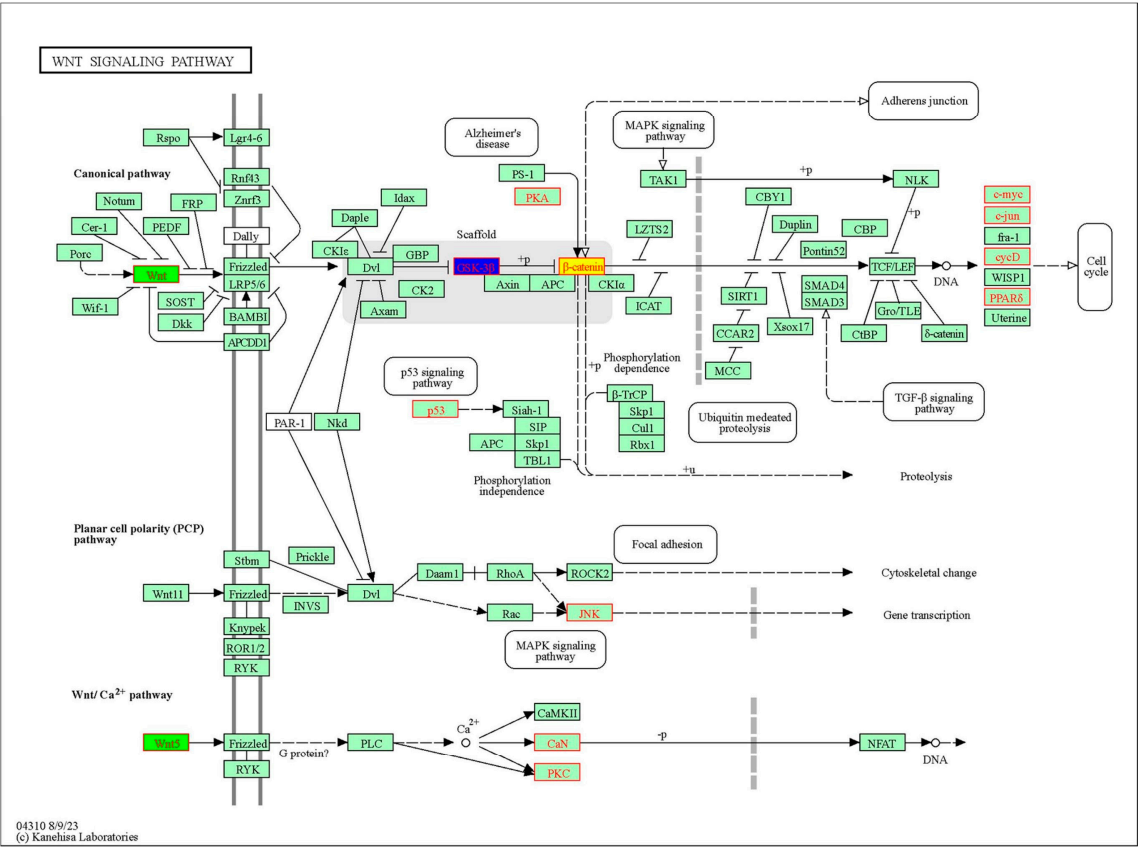 WNT SIGNALING PATHWAY
Adherens junction
Alzheimer's
disease
MAPK signaling
pathway
Rspo
Lgr4-6
Canonical pathway
Rnf43
Znrf3
PS-1
PKA
TAK1
+p
NLK
CBY1
c-myc
c-jun
fra-1
cycD
WISP1
PPARδ
Uterine
Notum
FRP
Cer-1
PEDF
Dally
Idax
Daple
Scaffold
LZTS2
Duplin
CBP
+p
Pontin52
Porc
Wnt
Frizzled
LRP5/6
CKIε
Dvl
GBP
GSK-3β
+p
β-catenin
Axin
APC
CKIα
CK2
Axam
ICAT
TCF/LEF
DNA
Cell
cycle
SMAD4
SMAD3
SIRT1
Wif-1
SOST
Dkk
BAMBI
APCDD1
CCAR2
Xsox17
MCC
Gro/TLE
CtBP
δ-catenin
p53 signaling
pathway
+p
Phosphorylation
dependence
TGF-β signaling
pathway
p53
Siah-1
SIP
APC
Skp1
TBL1
Phosphorylation
independence
β-TrCP
Skp1
Cul1
Rbx1
Ubiquitin medeated
proteolysis
PAR-1
Nkd
+u
Proteolysis
Planar cell polarity (PCP)
pathway
Focal adhesion
Stbm
Prickle
Daam1
RhoA
ROCK2
Cytoskeletal change
Wnt11
Frizzled
INVS
Dvl
Rac
JNK
Gene transcription
Knypek
ROR1/2
RYK
MAPK signaling
pathway
Wnt/ Ca2+ pathway
CaMKII
Ca2+
Wnt5
Frizzled
G protein?
PLC
CaN
-p
NFAT
DNA
RYK
PKC
04310 8/9/23
(c) Kanehisa Laboratories